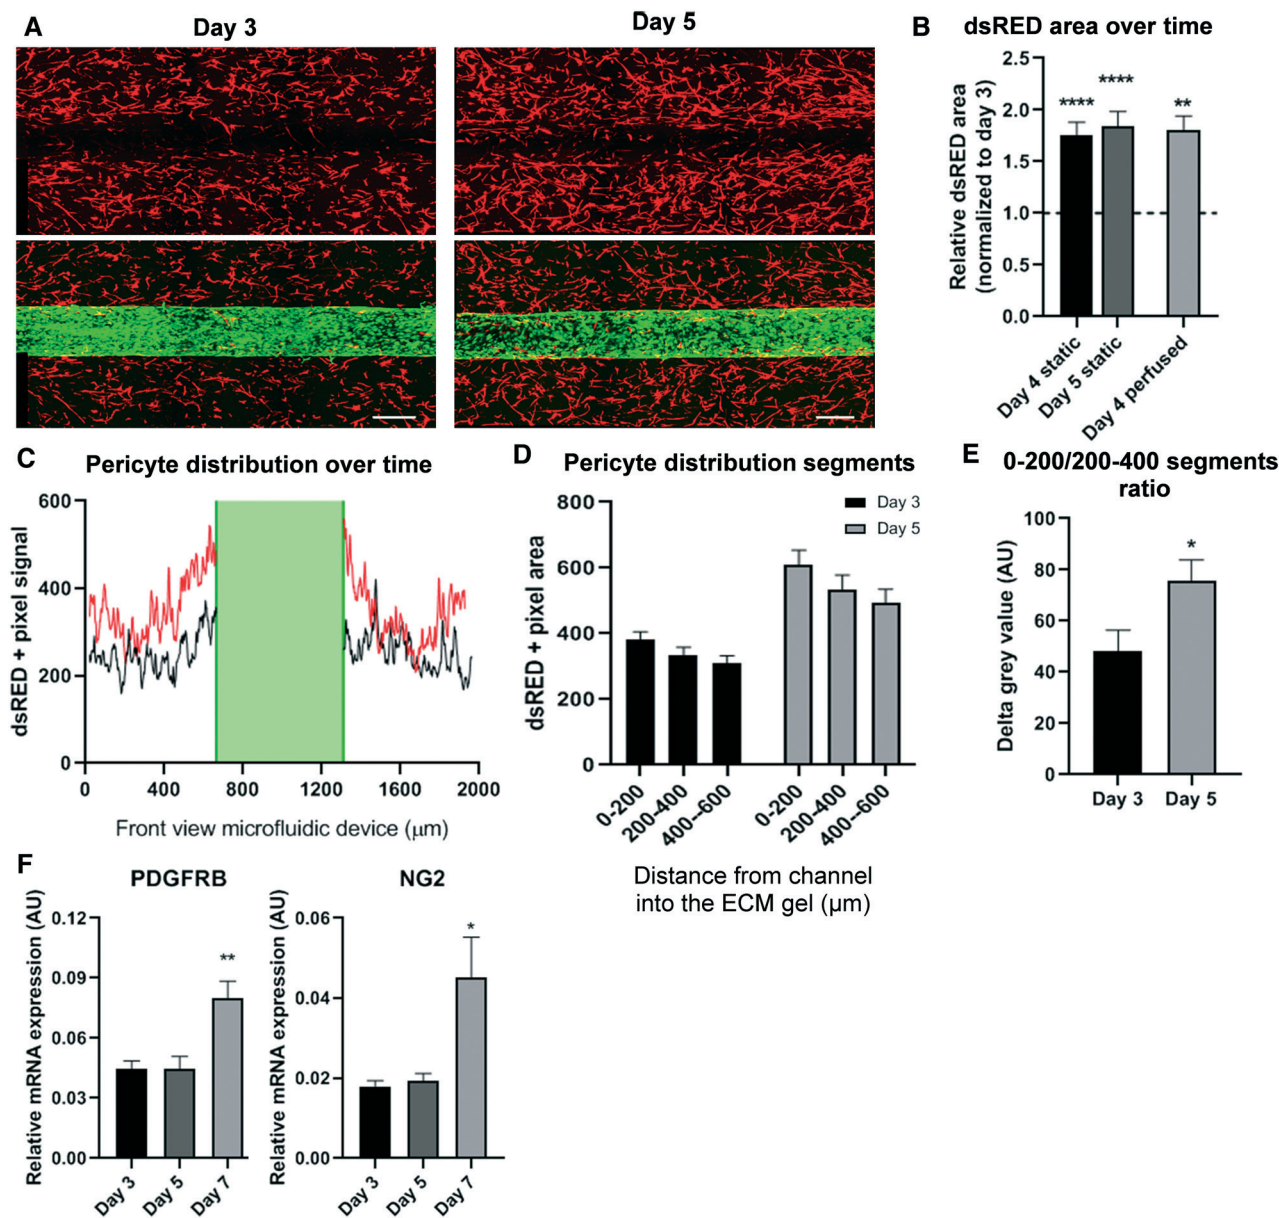 A
Day 3
Day 5
B
dsRED area over time
Relative dsRED area
(normalized to day 3)
2.5
2.0
1.5
1.0
0.5
0.0
****
****
**
Day 4 static
Day 5 static
Day 4 perfused
C
Pericyte distribution over time
dsRED + pixel signal
600
400
200
0
0
400
800
1200
1600
2000
Front view microfluidic device (μm)
D
Pericyte distribution segments
Day 3
Day 5
dsRED + pixel area
800
600
400
200
0
0-200
200-400
400--600
0-200
200-400
400--600
Distance from channel
into the ECM gel (μm)
E
0-200/200-400 segments
ratio
Delta grey value (AU)
100
80
60
40
20
0
*
Day 3
Day 5
F
PDGFRB
Relative mRNA expression (AU)
0.12
0.09
0.06
0.03
0.00
**
Day 3
Day 5
Day 7
NG2
Relative mRNA expression (AU)
0.06
0.04
0.02
0.00
*
Day 3
Day 5
Day 7